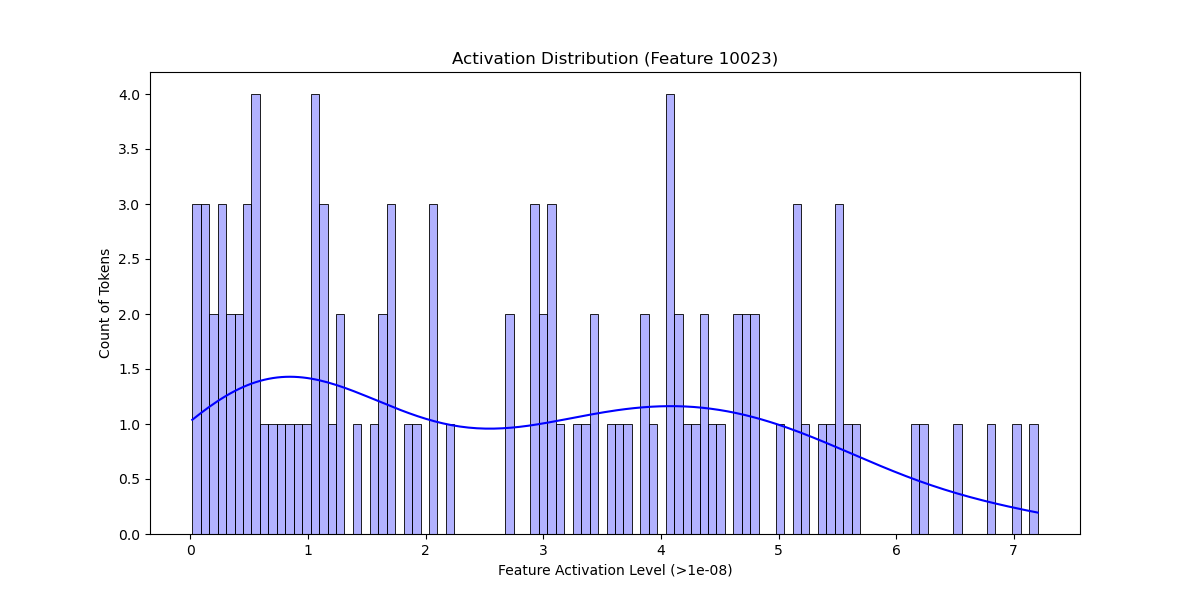 Activation Distribution (Feature 10023)
Count of Tokens
4.0
3.5
3.0
2.5
2.0
1.5
1.0
0.5
0.0
0 1 2 3 4 5 6 7
Feature Activation Level (>1e-08)